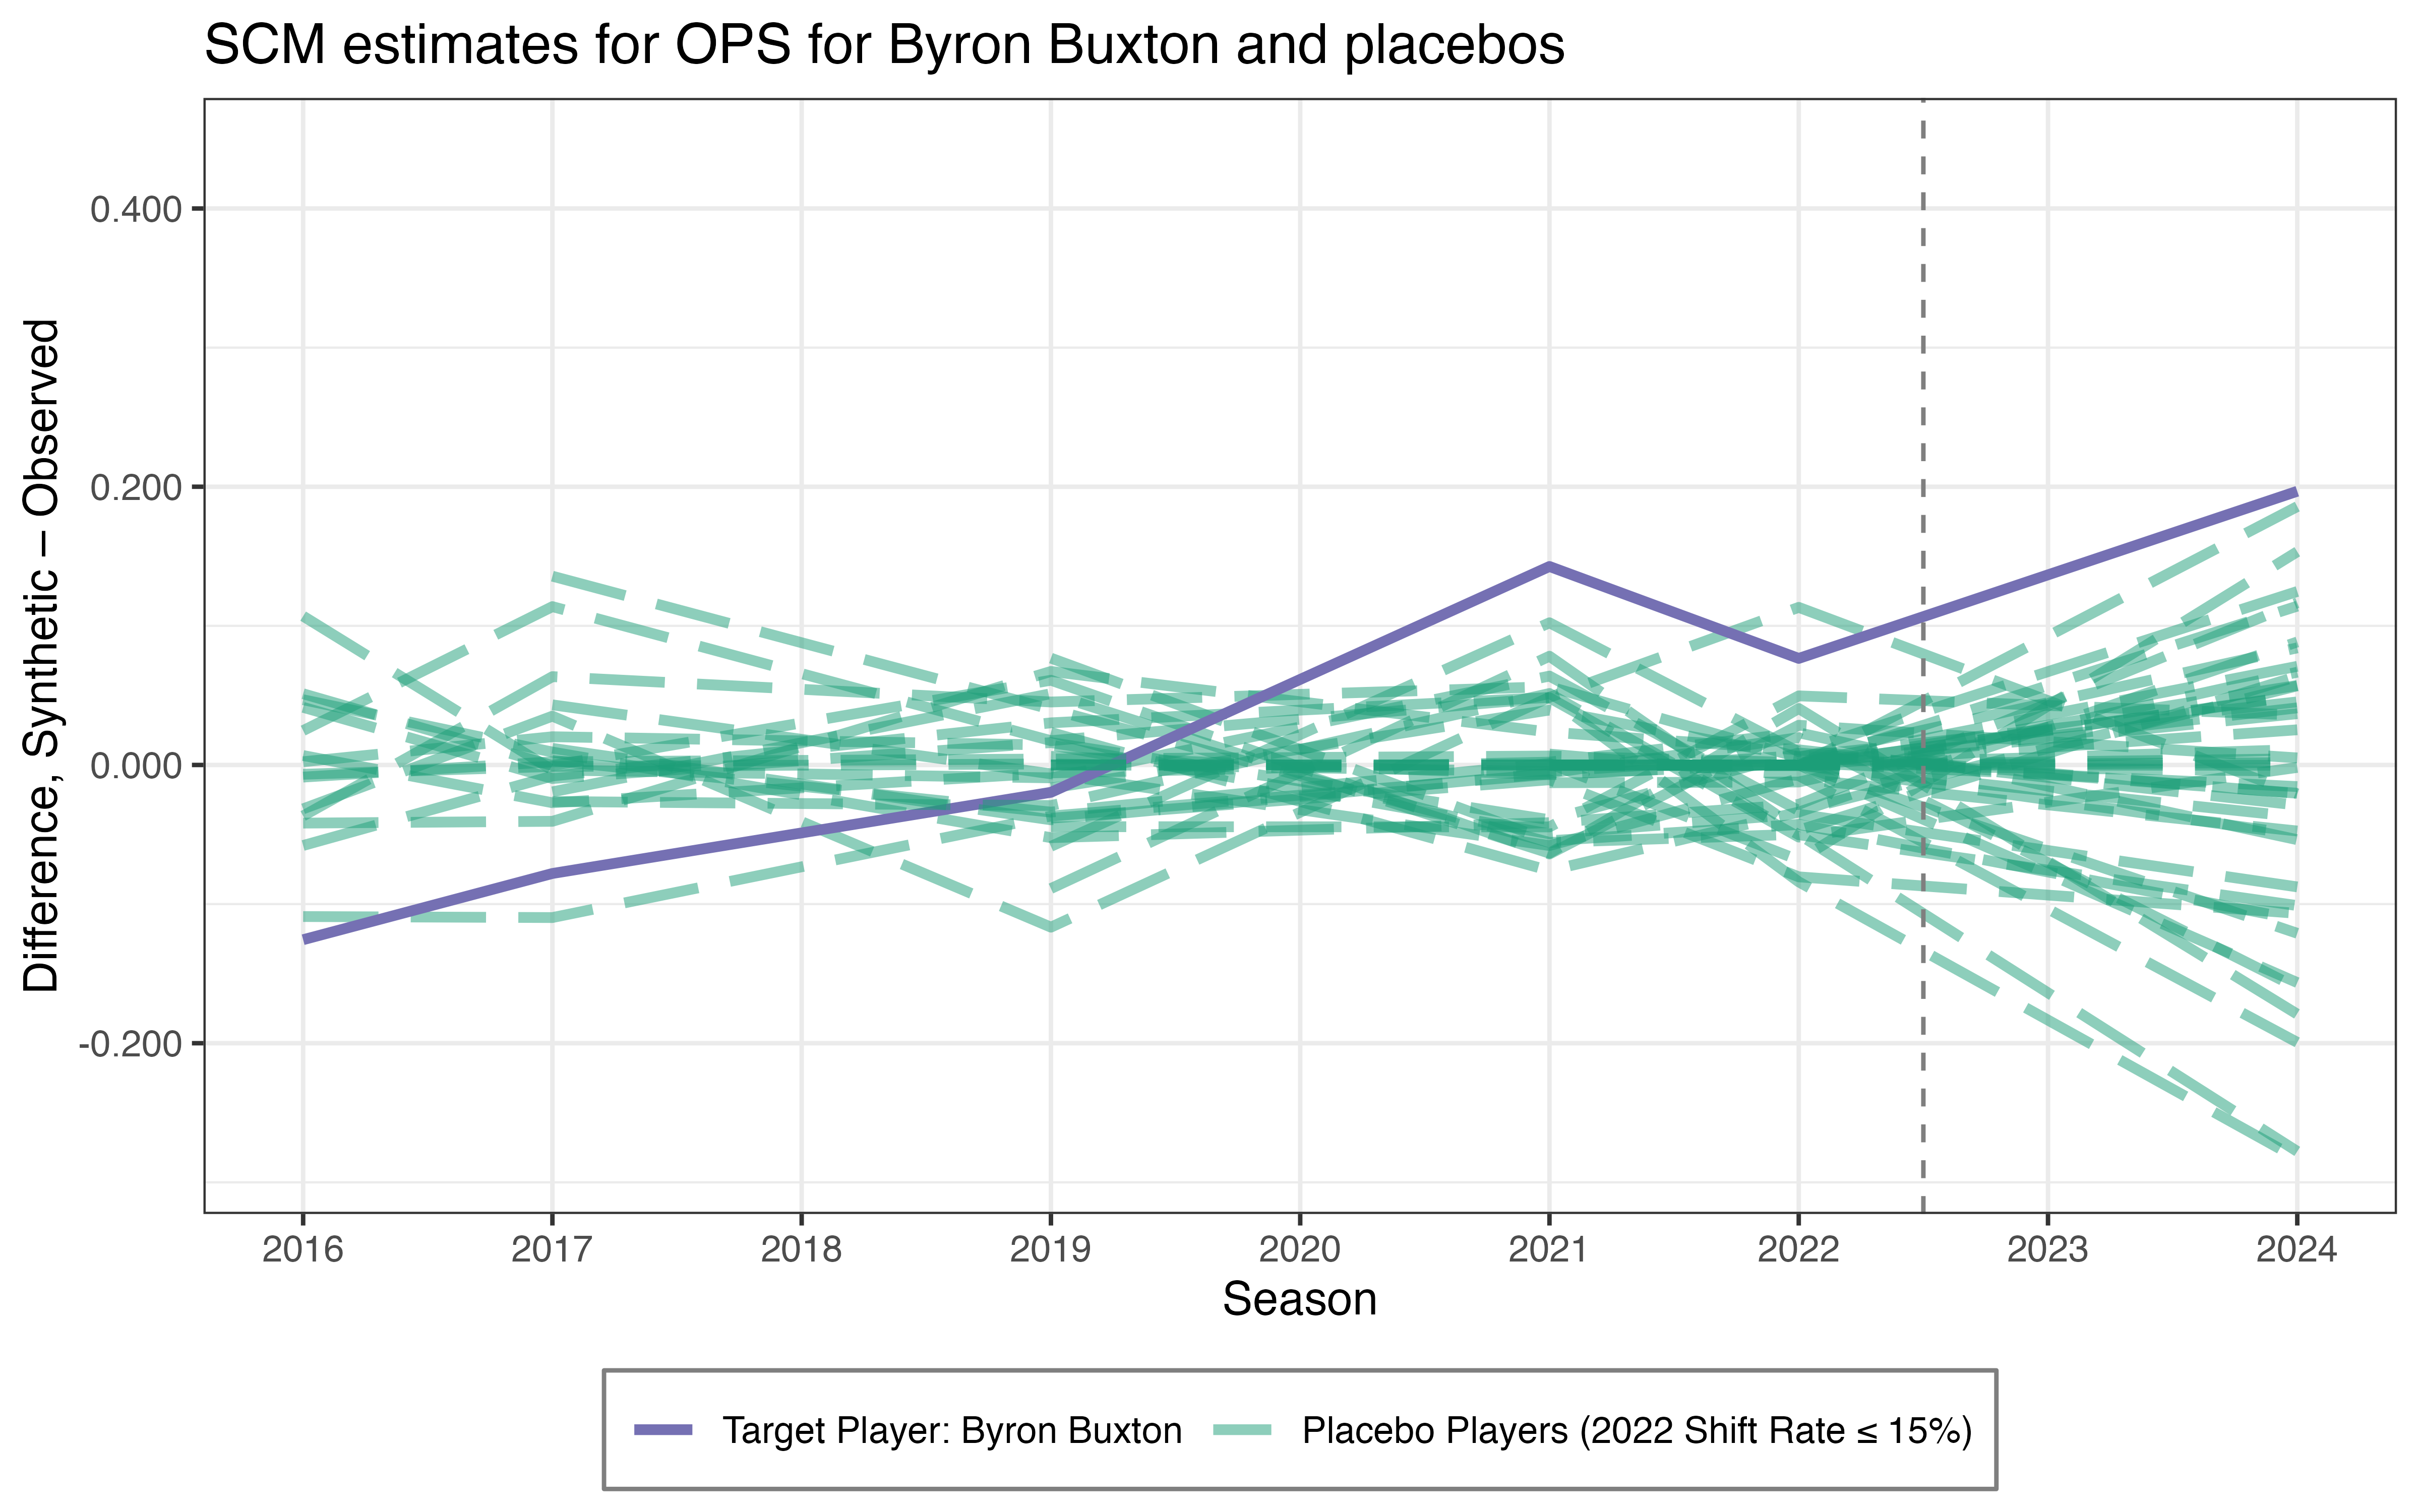 SCM estimates for OPS for Byron Buxton and placebos
Difference, Synthetic – Observed
0.400
0.200
0.000
-0.200
2016 2017 2018 2019 2020 2021 2022 2023 2024
Season
Target Player: Byron Buxton Placebo Players (2022 Shift Rate ≤ 15%)